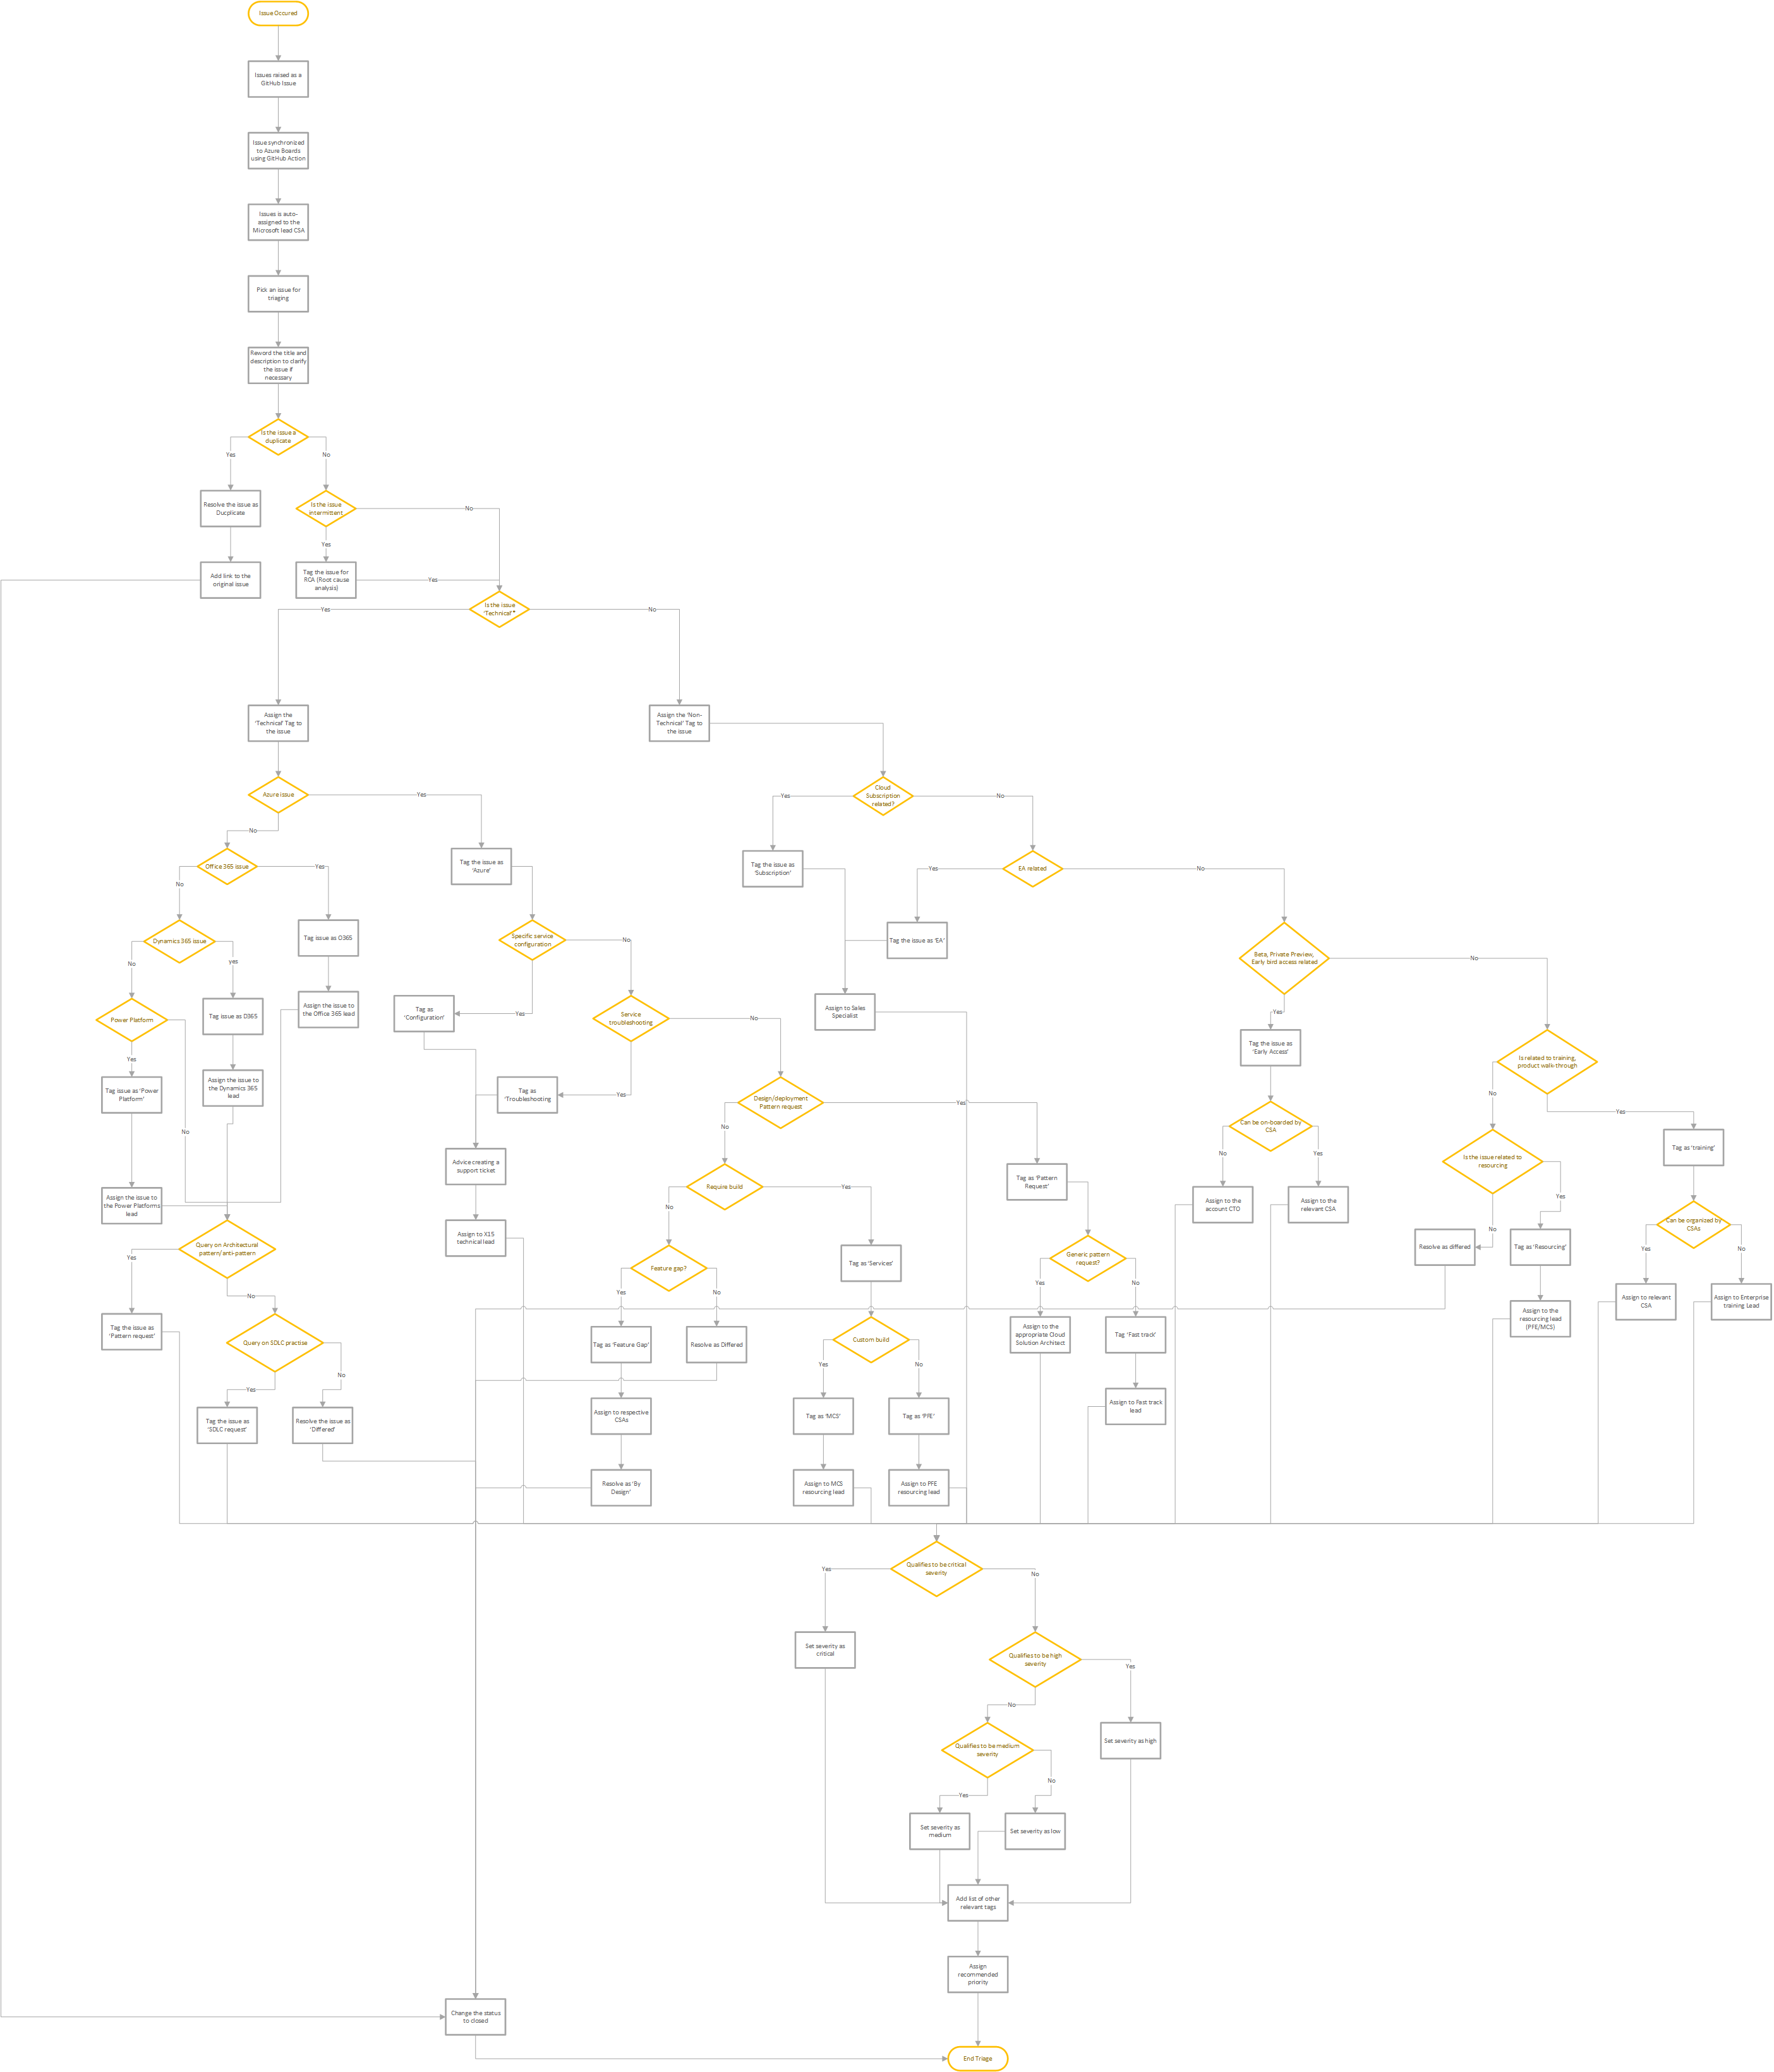 Issue Occured
Issues raised as a
GitHub Issue
Issue synchronized
to Azure Boards
using GitHub Action
Issues is auto-
assigned to the
Microsoft lead CSA
Pick an issue for
triaging
Reword the title and
description to clarify
the issue if
necessary
Is the issue a
duplicate
Yes
No
Resolve the issue as
Ducplicate
Is the issue
intermittant
No
Yes
Add link to the
original issue
Tag the issue for
RCA (Root cause
analysis)
Yes
Is the issue
'Technical'*
Yes
No
Assign the
'Technical' Tag to
the issue
Assign the 'Non-
Technical' Tag to
the issue
Azure issue
Yes
No
Cloud
Subscription
related?
Yes
No
Office 365 issue
Yes
No
Tag the issue as
'Azure'
Tag the issue as
'Subscription'
EA related
Yes
No
Dynamics 365 issue
No
yes
Tag issue as O365
Specific service
configuration
No
Yes
Tag the issue as 'EA'
Beta, Private Preview,
Early bird access related
No
Yes
Power Platform
Yes
No
Tag issue as D365
Assign the issue to
the Office 365 lead
Tag as
'Configuration'
Service
troubleshooting
No
Yes
Assign to Sales
Specialist
Tag the issue as
'Early Access'
Is related to training,
product walk-through
No
Yes
Tag issue as 'Power
Platform'
Assign the issue to
the Dynamics 365
lead
Tag as
'Troubleshooting
Design/deployment
Pattern request
Yes
No
Can be on-boarded by
CSA
No
Yes
Is the issue related to
resourcing
Yes
No
Tag as 'training'
Advice creating a
support ticket
Require build
Yes
No
Tag as 'Pattern
Request'
Assign the issue to
the Power Platforms
lead
Assign to the
account CTO
Assign to the
relevant CSA
Can be organized by
CSAs
Yes
No
Query on Architectural
pattern/anti-pattern
Yes
No
Assign to X15
technical lead
Feature gap?
Yes
No
Tag as 'Services'
Generic pattern
request?
Yes
No
Resolve as differed
Tag as 'Resourcing'
Assign to relevant
CSA
Assign to Enterprise
training Lead
Tag the issue as
'Pattern request'
Query on SDLC practise
No
Yes
Tag as 'Feature Gap'
Resolve as Differed
Custom build
Yes
No
Assign to the
appropriate Cloud
Solution Architect
Tag 'Fast track'
Assign to the
resourcing lead
(PFE/MCS)
Tag the issue as
'SDLC request'
Resolve the issue as
'Differed'
Assign to respective
CSAs
Tag as 'MCS'
Tag as 'PFE'
Assign to Fast track
lead
Resolve as 'By
Design'
Assign to MCS
resourcing lead
Assign to PFE
resourcing lead
Qualifies to be critical
severity
Yes
No
Set severity as
critical
Qualifies to be high
severity
Yes
No
Qualifies to be medium
severity
No
Yes
Set severity as high
Set severity as
medium
Set severity as low
Add list of other
relevant tags
Assign
recommended
priority
Change the status
to closed
End Triage